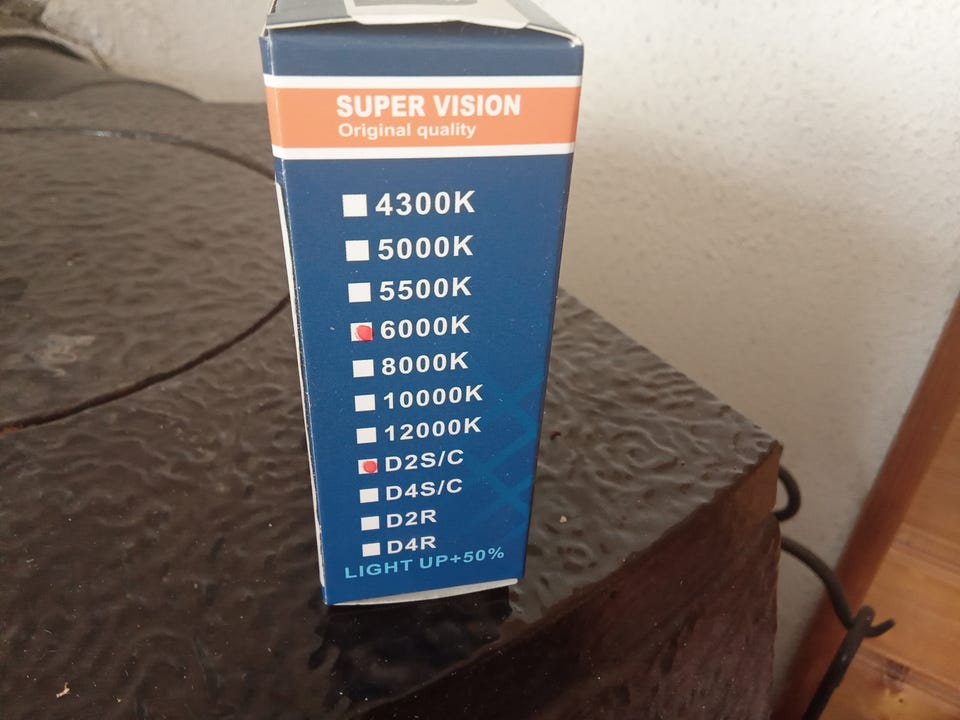 SUPER VISION
Original quality
4300K
5000K
5500K
6000K
8000K
10000K
12000K
D2S/C
D4S/C
D2R
D4R
LIGHT UP+50%